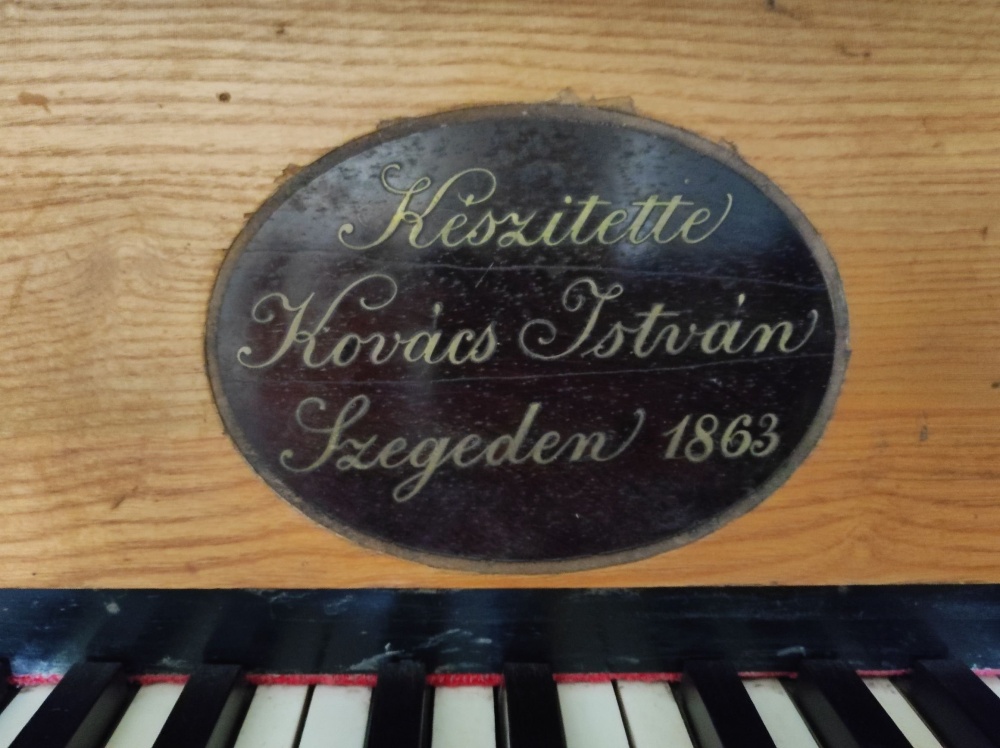 Készitette
Kovács István
Szegeden 1863